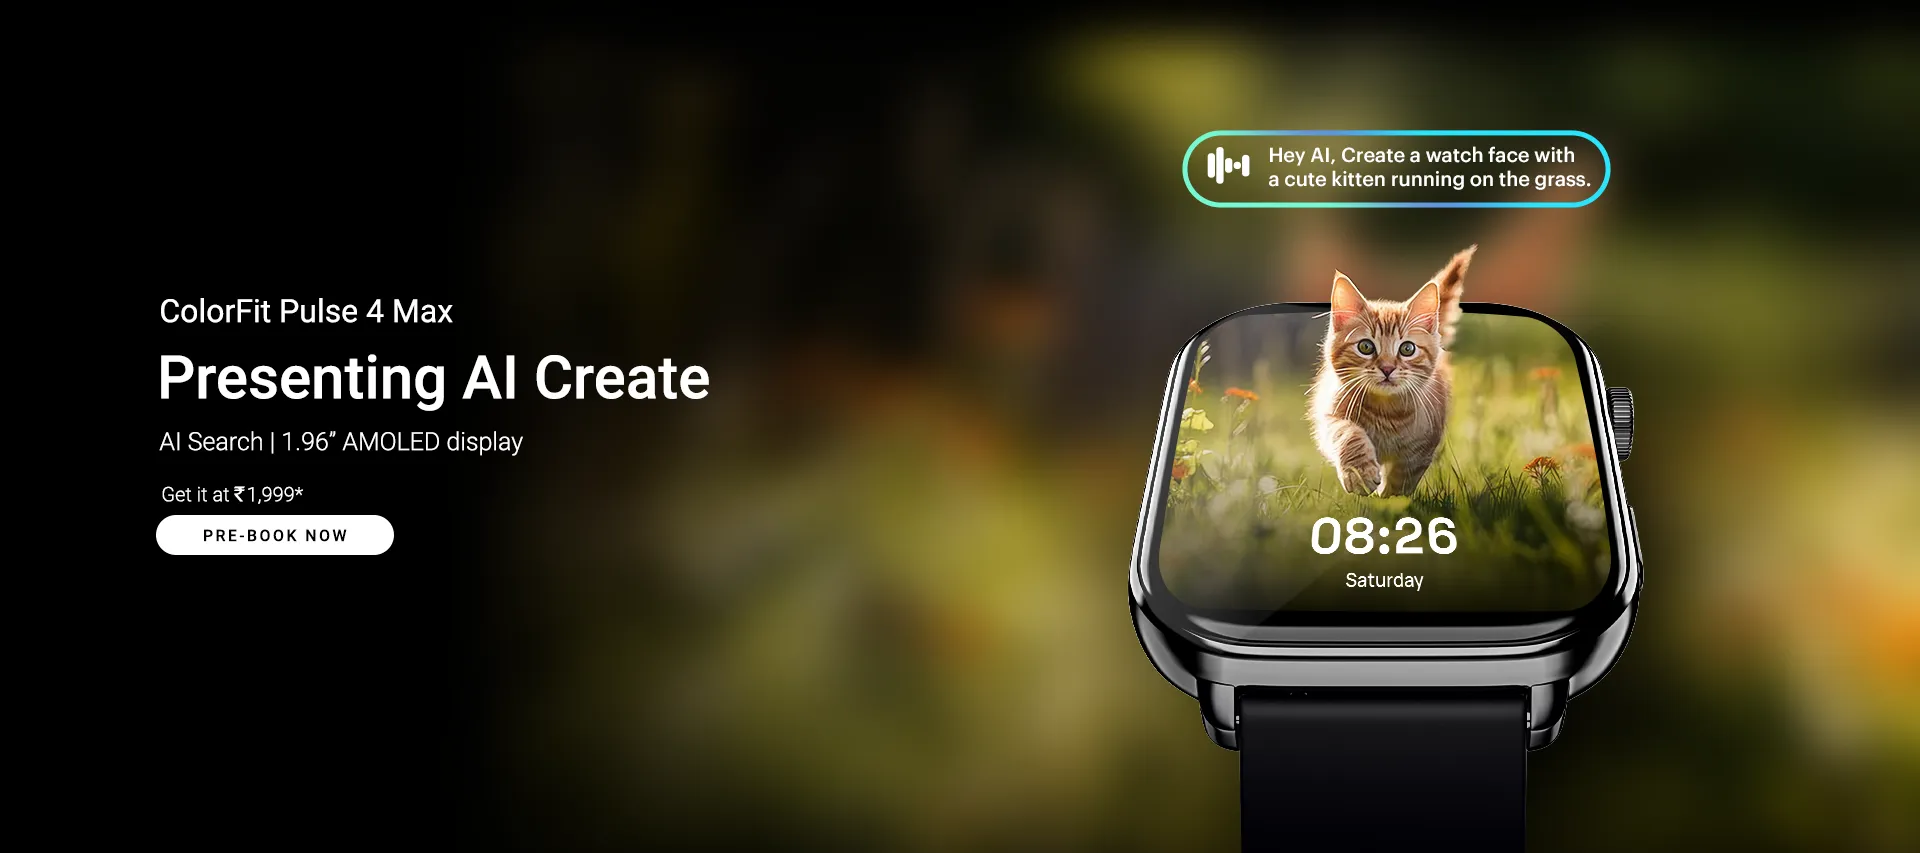 ColorFit Pulse 4 Max
Presenting AI Create
AI Search | 1.96” AMOLED display
Get it at ₹1,999*
PRE-BOOK NOW
Hey AI, Create a watch face with
a cute kitten running on the grass.
08:26
Saturday